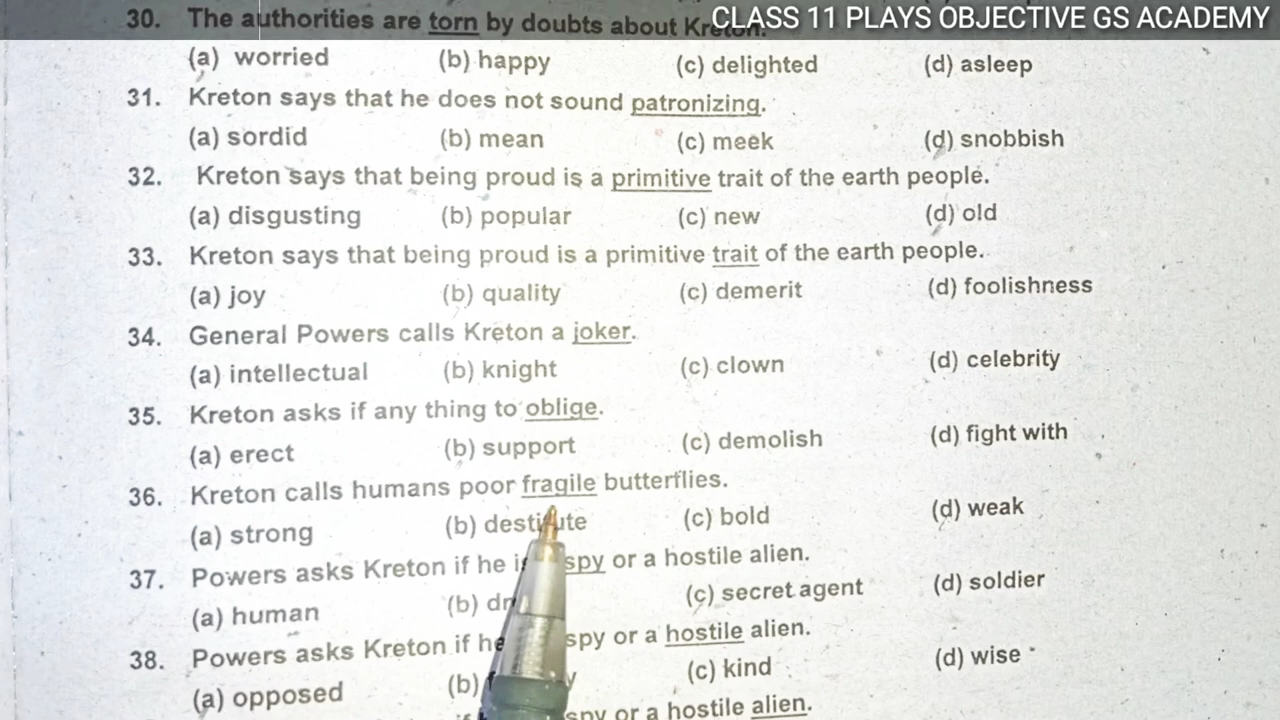 CLASS 11 PLAYS OBJECTIVE GS ACADEMY
30. The authorities are torn by doubts about Kreton.
(a) worried (b) happy (c) delighted (d) asleep
31. Kreton says that he does not sound patronizing.
(a) sordid (b) mean (c) meek (d) snobbish
32. Kreton says that being proud is a primitive trait of the earth people.
(a) disgusting (b) popular (c) new (d) old
33. Kreton says that being proud is a primitive trait of the earth people.
(a) joy (b) quality (c) demerit (d) foolishness
34. General Powers calls Kreton a joker.
(a) intellectual (b) knight (c) clown (d) celebrity
35. Kreton asks if any thing to oblige.
(a) erect (b) support (c) demolish (d) fight with
36. Kreton calls humans poor fragile butterflies.
(a) strong (b) destitute (c) bold (d) weak
37. Powers asks Kreton if he spy or a hostile alien.
(a) human (b) (c) secret agent (d) soldier
38. Powers asks Kreton if he spy or a hostile alien.
(a) opposed (b) (c) kind (d) wise
spy or a hostile alien.